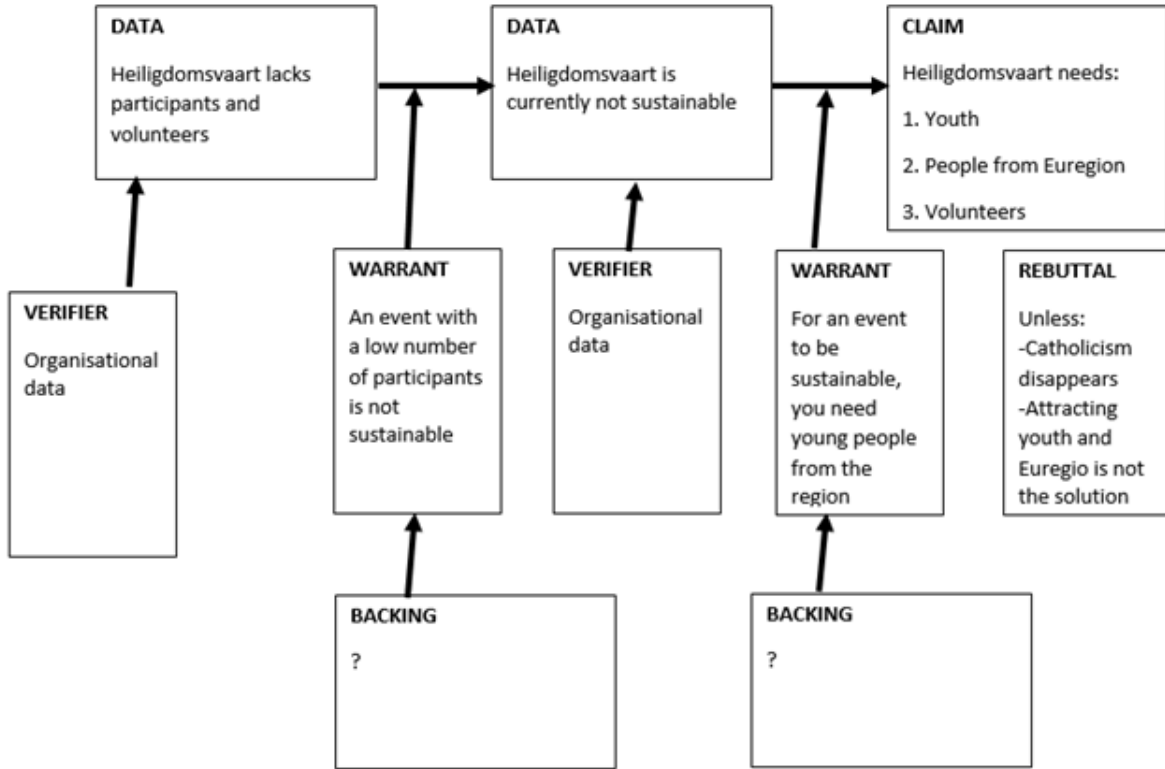 DATA
Heiligdomsvaart lacks
participants and
volunteers
DATA
Heiligdomsvaart is
currently not sustainable
CLAIM
Heiligdomsvaart needs:
1. Youth
2. People from Euregion
3. Volunteers
VERIFIER
Organisational
data
WARRANT
An event with
a low number
of participants
is not
sustainable
VERIFIER
Organisational
data
WARRANT
For an event
to be
sustainable,
you need
young people
from the
region
REBUTTAL
Unless:
-Catholicism
disappears
-Attracting
youth and
Euregio is not
the solution
BACKING
?
BACKING
?